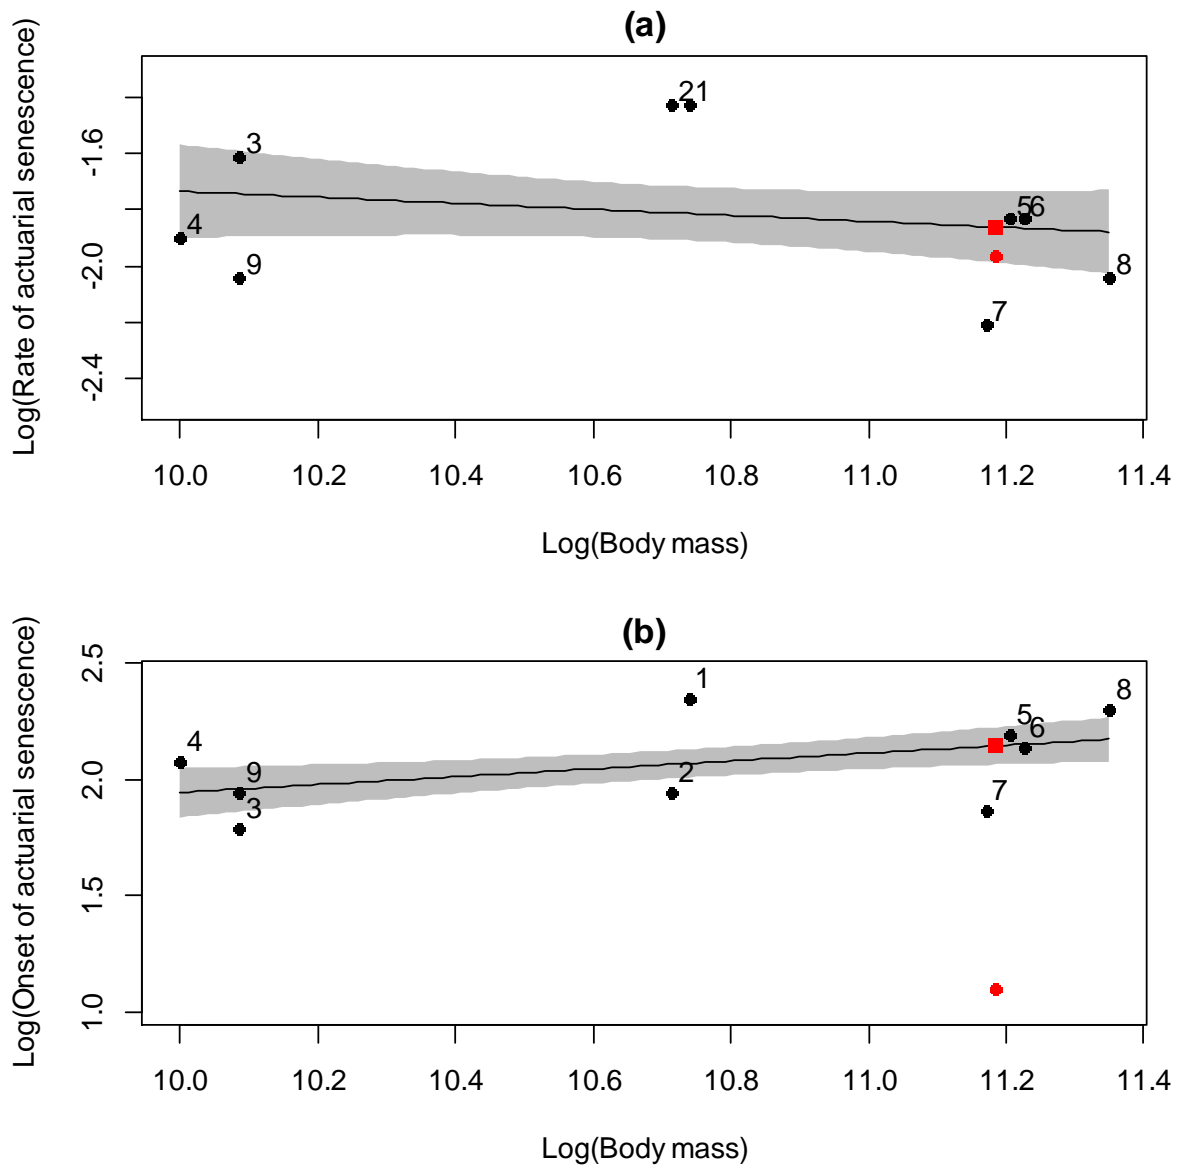 (a)
Log(Rate of actuarial senescence)
-1.6
-2.0
-2.4
3
4
9
21
56
7
8
10.0 10.2 10.4 10.6 10.8 11.0 11.2 11.4
Log(Body mass)
(b)
Log(Onset of actuarial senescence)
2.5
2.0
1.5
1.0
4
9
3
1
2
5
6
7
8
10.0 10.2 10.4 10.6 10.8 11.0 11.2 11.4
Log(Body mass)